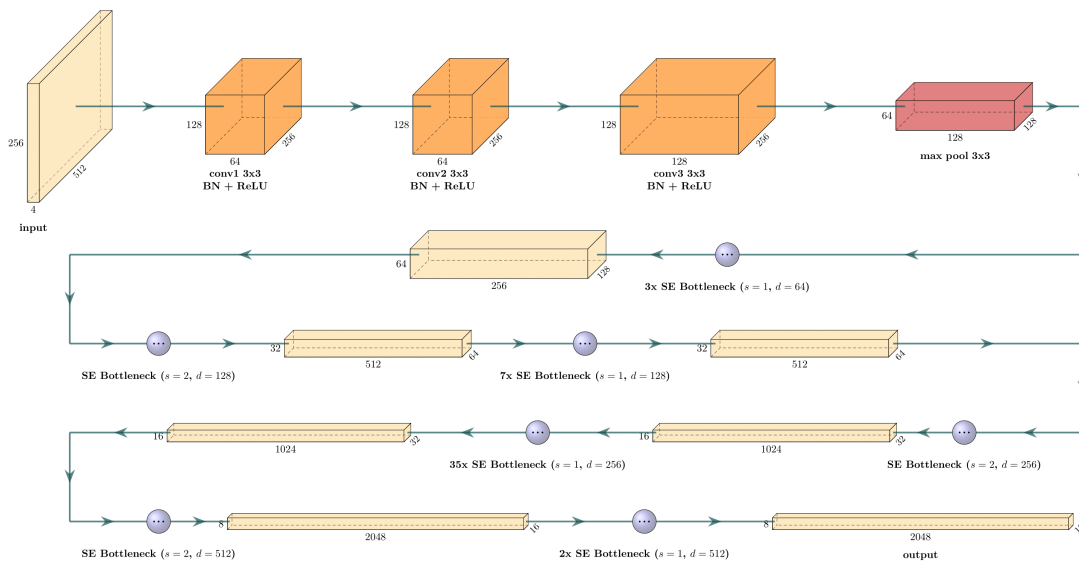 256
512
4
input
128
256
64
conv1 3x3
BN + ReLU
128
256
64
conv2 3x3
BN + ReLU
128
256
128
conv3 3x3
BN + ReLU
64
128
128
max pool 3x3
64
128
256
...
3x SE Bottleneck (s = 1, d = 64)
...
SE Bottleneck (s = 2, d = 128)
32
64
512
...
7x SE Bottleneck (s = 1, d = 128)
32
64
512
16
32
1024
...
35x SE Bottleneck (s = 1, d = 256)
16
32
1024
...
SE Bottleneck (s = 2, d = 256)
...
SE Bottleneck (s = 2, d = 512)
8
16
2048
...
2x SE Bottleneck (s = 1, d = 512)
8
2048
output